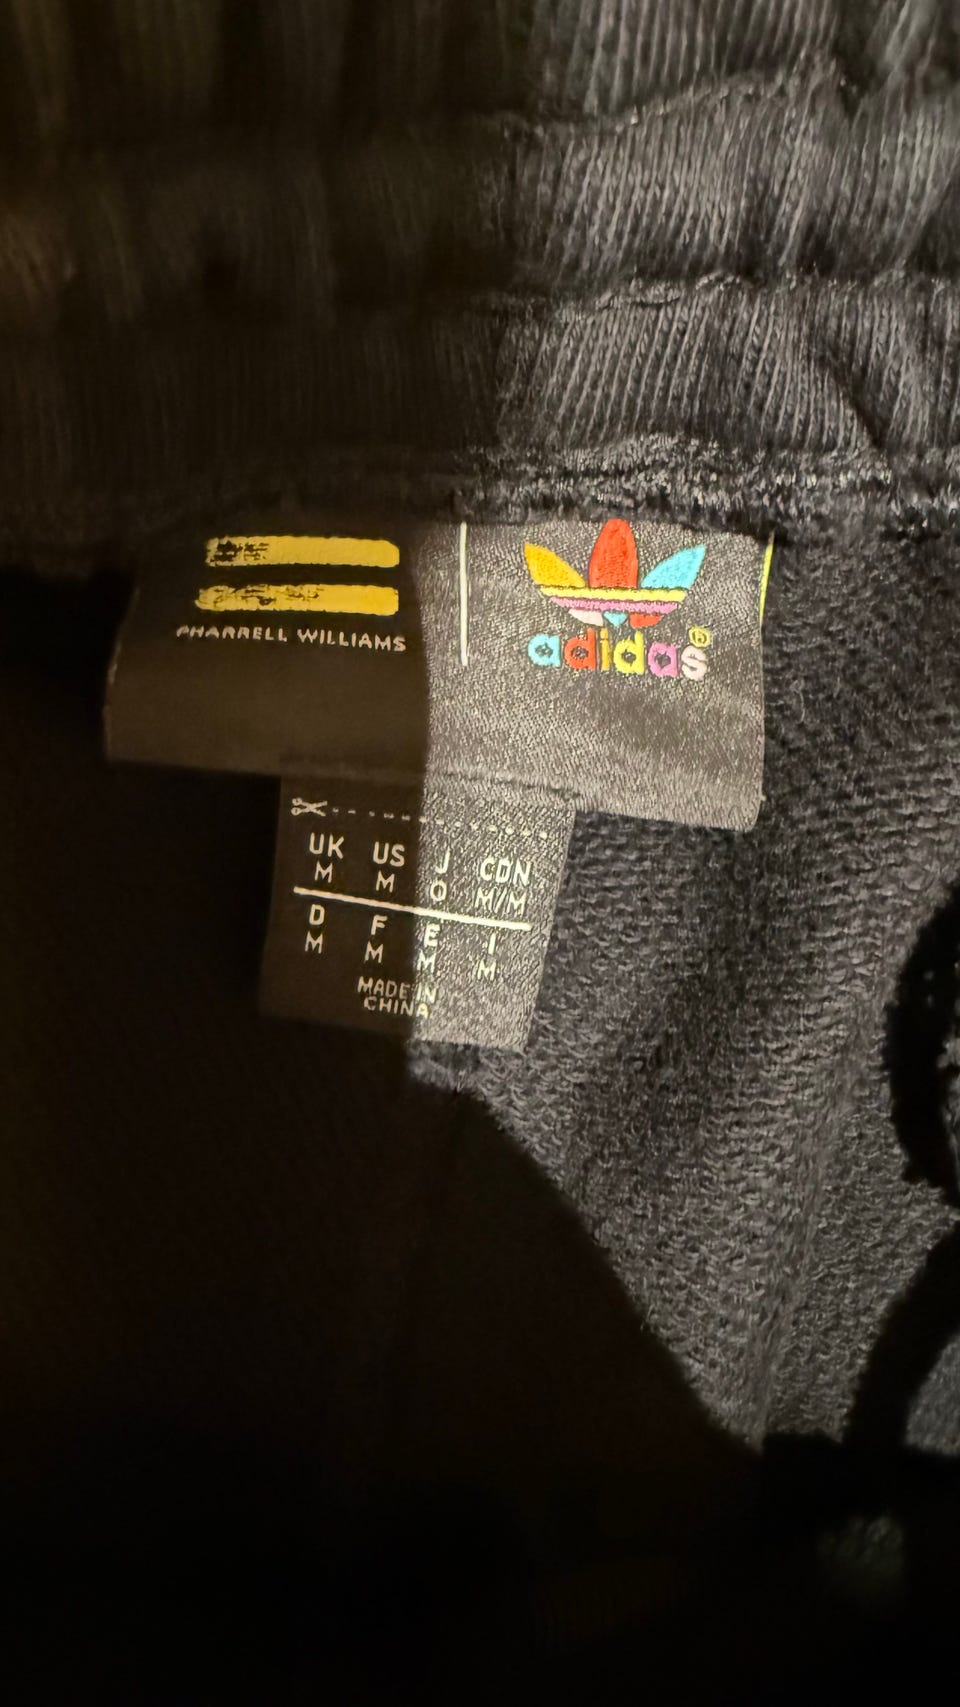 PHARRELL WILLIAMS
adidas®
UK US J CDN
M M O M/M
D F E I
M M M M
MADE IN
CHINA